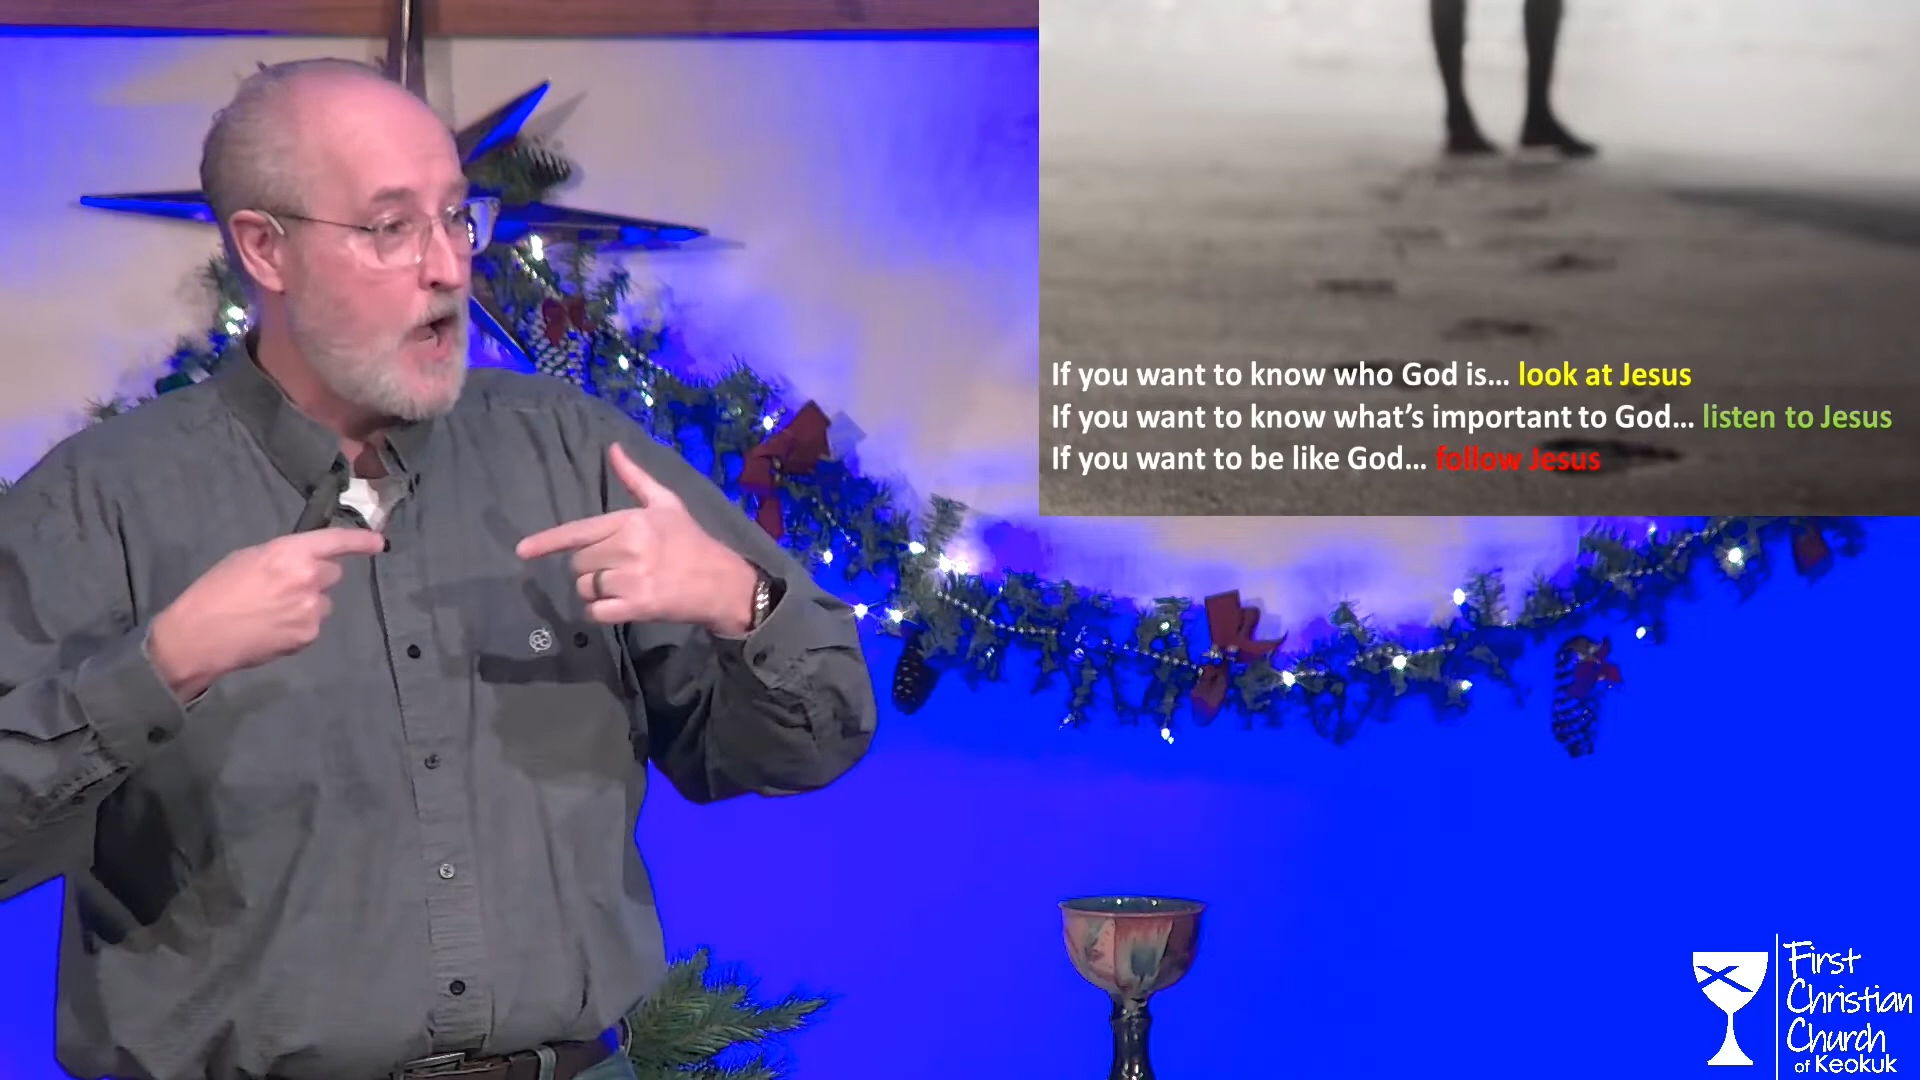 If you want to know who God is... look at Jesus
If you want to know what's important to God... listen to Jesus
If you want to be like God... follow Jesus
First
Christian
Church
of Keokuk